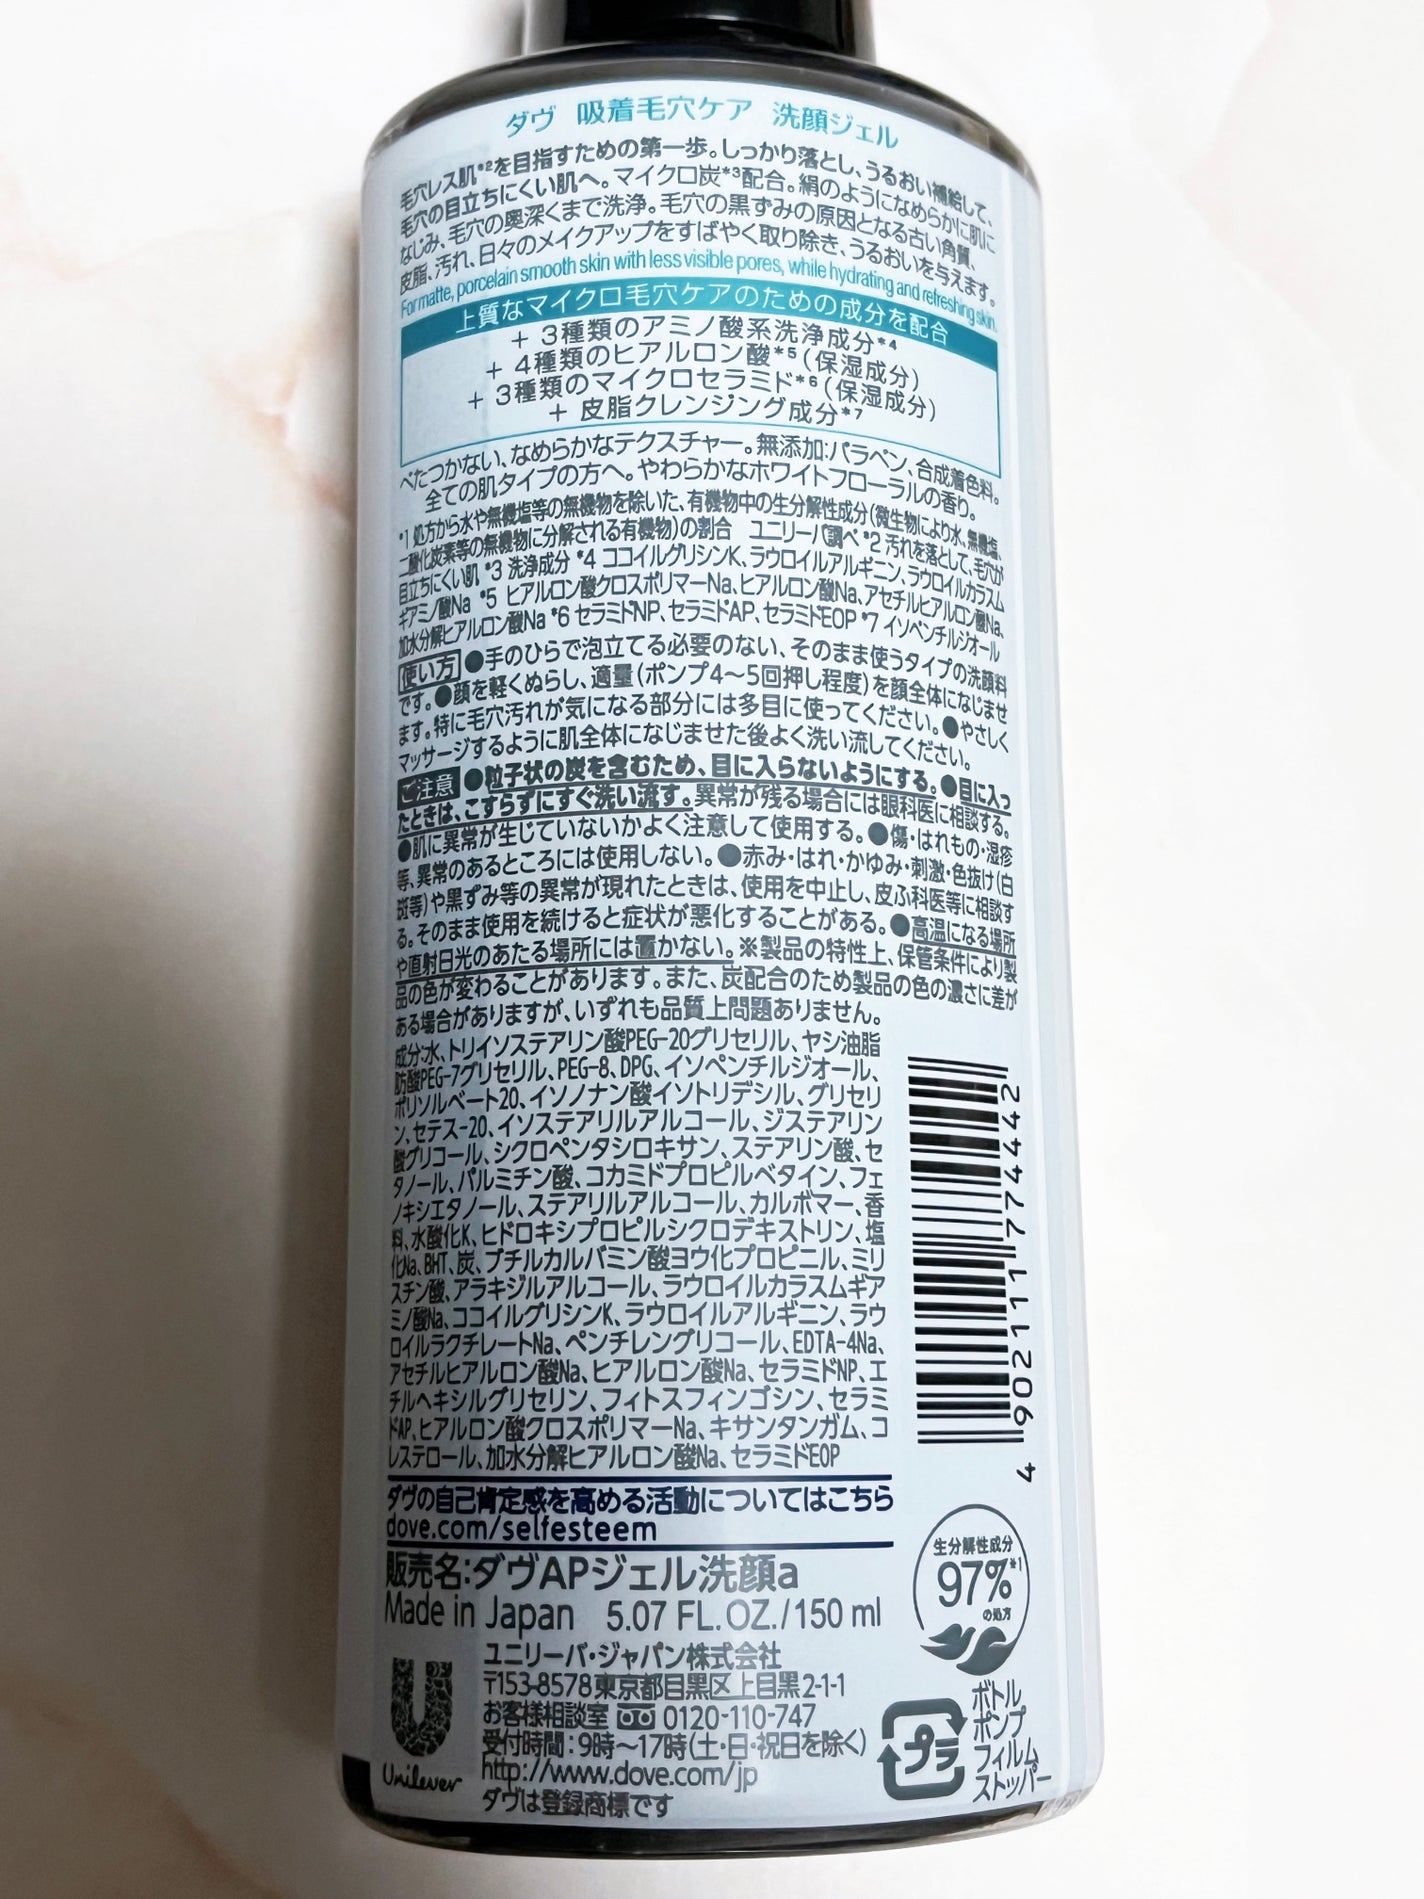 ダヴ 吸着毛穴ケア 洗顔ジェル
毛穴レス肌*2を目指すための第一歩。しっかり落とし、うるおい補給して、
毛穴の目立ちにくい肌へ。マイクロ炭*3配合。絹のようになめらかに肌に
なじみ、毛穴の奥深くまで洗浄。毛穴の黒ずみの原因となる古い角質、
皮脂、汚れ、日々のメイクアップをすばやく取り除き、うるおいを与えます。
For matte, porcelain smooth skin with less visible pores, while hydrating and refreshing skin.
上質なマイクロ毛穴ケアのための成分を配合
+ 3種類のアミノ酸系洗浄成分*4
+ 4種類のヒアルロン酸*5(保湿成分)
+ 3種類のマイクロセラミド*6(保湿成分)
+ 皮脂クレンジング成分*7
べたつかない、なめらかなテクスチャー。無添加:パラベン、合成着色料。
全ての肌タイプの方へ。やわらかなホワイトフローラルの香り。
*1 処方から水や無機塩等の無機物を除いた、有機物中の生分解性成分(微生物により水、無機塩、
二酸化炭素等の無機物に分解される有機物)の割合 ユニリーバ調べ *2 汚れを落として、毛穴が
目立ちにくい肌 *3 洗浄成分 *4 ココイルグリシンK、ラウロイルアルギニン、ラウロイルカラスム
ギアミノ酸Na *5 ヒアルロン酸クロスポリマーNa、ヒアルロン酸Na、アセチルヒアルロン酸Na、
加水分解ヒアルロン酸Na *6 セラミドNP、セラミドAP、セラミドEOP *7 イソペンチルジオール
使い方 ●手のひらで泡立てる必要のない、そのまま使うタイプの洗顔料
です。●顔を軽くぬらし、適量(ポンプ4〜5回押し程度)を顔全体になじませ
ます。特に毛穴汚れが気になる部分には多目に使ってください。●やさしく
マッサージするように肌全体になじませた後よく洗い流してください。
ご注意 ●粒子状の炭を含むため、目に入らないようにする。●目に入っ
たときは、こすらずにすぐ洗い流す。異常が残る場合には眼科医に相談する。
●肌に異常が生じていないかよく注意して使用する。●傷・はれもの・湿疹
等、異常のあるところには使用しない。●赤み・はれ・かゆみ・刺激・色抜け(白
斑等)や黒ずみ等の異常が現れたときは、使用を中止し、皮ふ科医等に相談す
る。そのまま使用を続けると症状が悪化することがある。●高温になる場所
や直射日光のあたる場所には置かない。※製品の特性上、保管条件により製
品の色が変わることがあります。また、炭配合のため製品の色の濃さに差が
ある場合がありますが、いずれも品質上問題ありません。
成分:水、トリイソステアリン酸PEG-20グリセリル、ヤシ油脂
肪酸PEG-7グリセリル、PEG-8、DPG、イソペンチルジオール、
ポリソルベート20、イソノナン酸イソトリデシル、グリセリ
ン、セテス-20、イソステアリルアルコール、ジステアリン
酸グリコール、シクロペンタシロキサン、ステアリン酸、セ
タノール、パルミチン酸、コカミドプロピルベタイン、フェ
ノキシエタノール、ステアリルアルコール、カルボマー、香
料、水酸化K、ヒドロキシプロピルシクロデキストリン、塩
化Na、BHT、炭、ブチルカルバミン酸ヨウ化プロピニル、ミリ
スチン酸、アラキジルアルコール、ラウロイルカラスムギア
ミノ酸Na、ココイルグリシンK、ラウロイルアルギニン、ラウ
ロイルラクチレートNa、ペンチレングリコール、EDTA-4Na、
アセチルヒアルロン酸Na、ヒアルロン酸Na、セラミドNP、エ
チルヘキシルグリセリン、フィトスフィンゴシン、セラミ
ドAP、ヒアルロン酸クロスポリマーNa、キサンタンガム、コ
レステロール、加水分解ヒアルロン酸Na、セラミドEOP
4 902111 774442
ダヴの自己肯定感を高める活動についてはこちら
dove.com/selfesteem
販売名:ダヴAPジェル洗顔a
Made in Japan 5.07 FL. OZ./150 ml
生分解性成分
97%*1
の処方
ユニリーバ・ジャパン株式会社
〒153-8578 東京都目黒区上目黒2-1-1
お客様相談室 0120-110-747
受付時間:9時〜17時(土・日・祝日を除く)
http://www.dove.com/jp
ダヴは登録商標です
Unilever
プラ
ボトル
ポンプ
フィルム
ストッパー